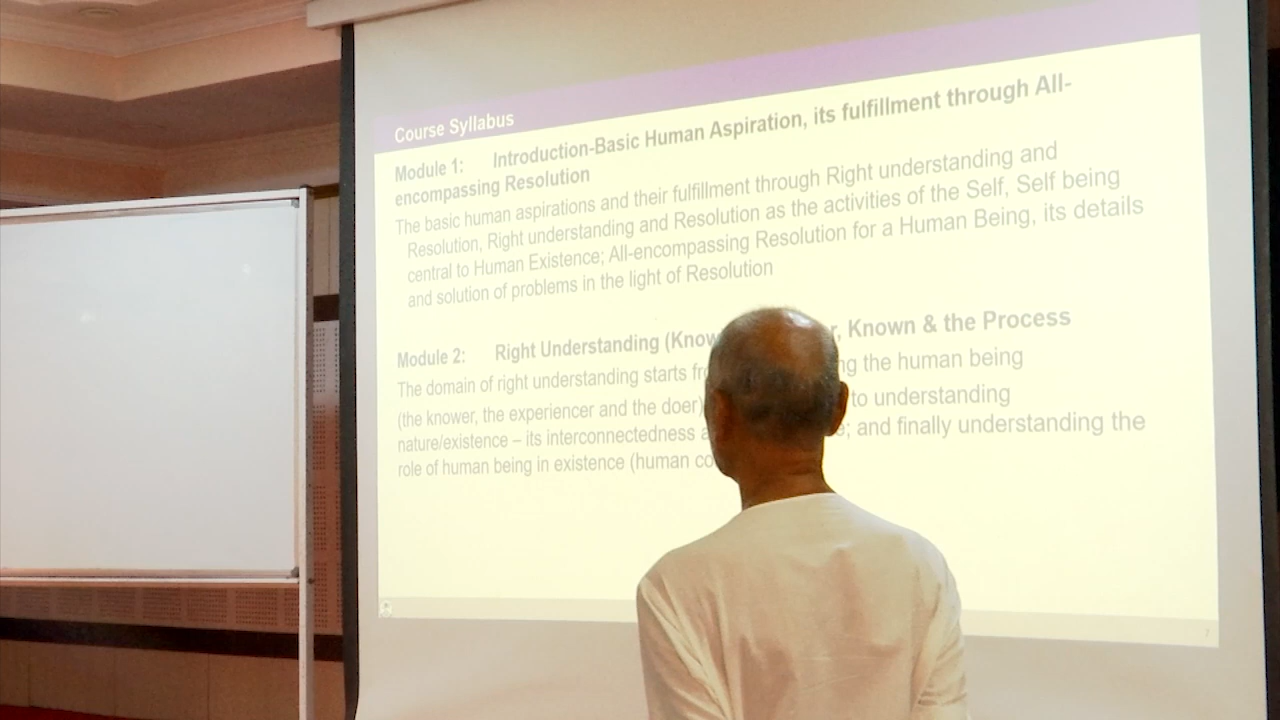 Course Syllabus
Module 1: Introduction-Basic Human Aspiration, its fulfillment through All-
encompassing Resolution
The basic human aspirations and their fulfillment through Right understanding and
Resolution, Right understanding and Resolution as the activities of the Self, Self being
central to Human Existence; All-encompassing Resolution for a Human Being, its details
and solution of problems in the light of Resolution
Module 2: Right Understanding (Know , Known & the Process
The domain of right understanding starts the human being
(the knower, the experiencer and the doer) to understanding
nature/existence – its interconnectedness ; and finally understanding the
role of human being in existence (human
7